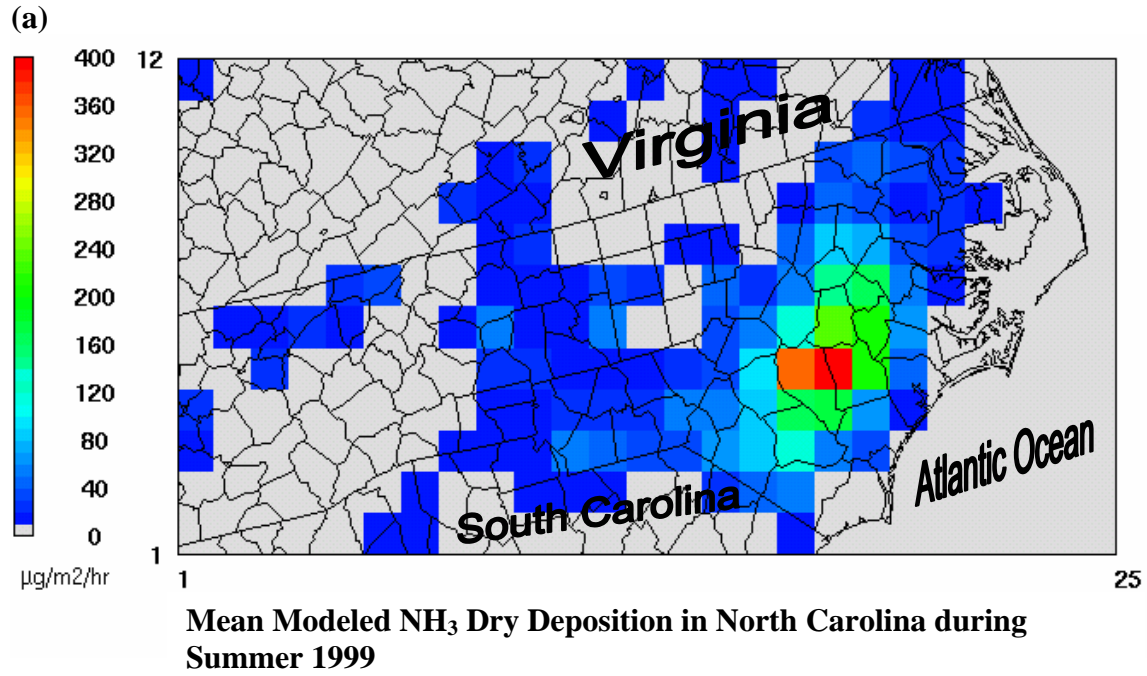 (a)
400
360
320
280
240
200
160
120
80
40
0
µg/m2/hr
12
1
1
25
Virginia
South Carolina
Atlantic Ocean
Mean Modeled NH₃ Dry Deposition in North Carolina during
Summer 1999